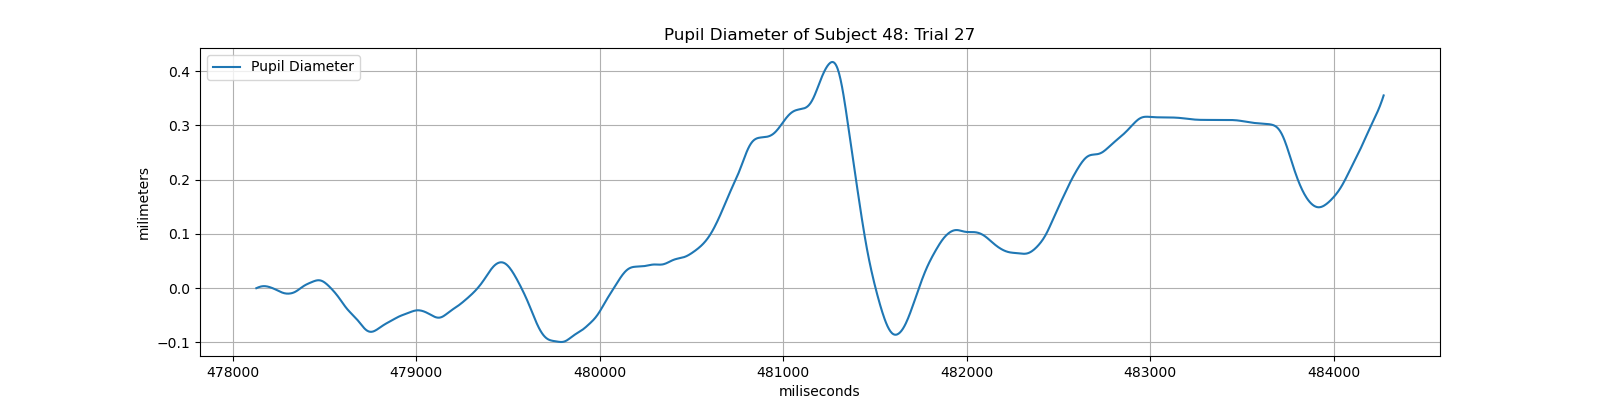 Pupil Diameter of Subject 48: Trial 27
Pupil Diameter
0.4
0.3
0.2
0.1
0.0
−0.1
milimeters
478000 479000 480000 481000 482000 483000 484000
miliseconds